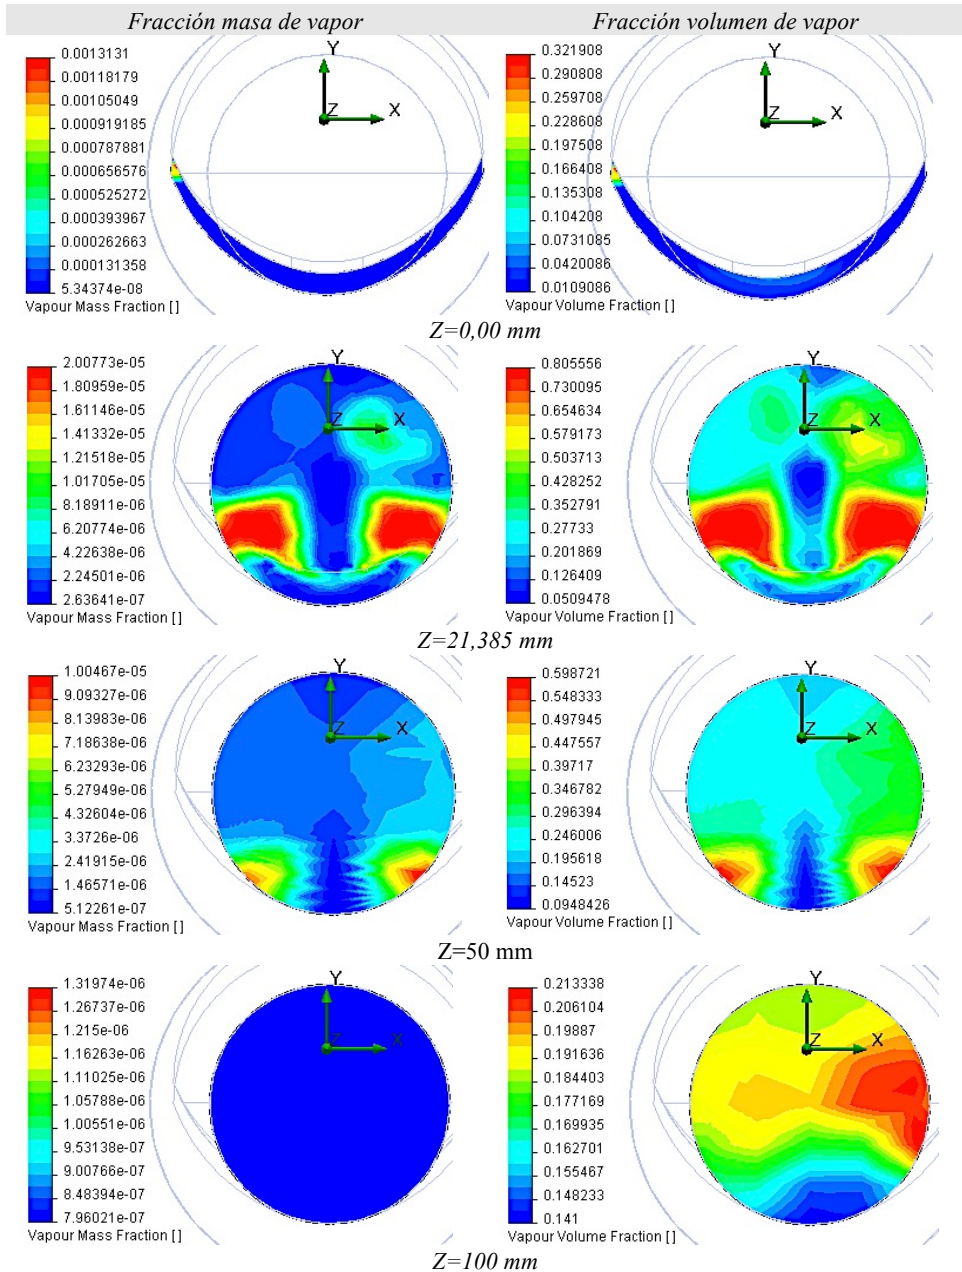 Fracción masa de vapor
Fracción volumen de vapor
0.0013131
0.00118179
0.00105049
0.000919185
0.000787881
0.000656576
0.000525272
0.000393967
0.000262663
0.000131358
5.34374e-08
Vapour Mass Fraction [ ]
Y
Z
X
0.321908
0.290808
0.259708
0.228608
0.197508
0.166408
0.135308
0.104208
0.0731085
0.0420086
0.0109086
Vapour Volume Fraction [ ]
Y
Z
X
Z=0,00 mm
2.00773e-05
1.80959e-05
1.61146e-05
1.41332e-05
1.21518e-05
1.01705e-05
8.18911e-06
6.20774e-06
4.22638e-06
2.24501e-06
2.63641e-07
Vapour Mass Fraction [ ]
Y
Z
X
0.805556
0.730095
0.654634
0.579173
0.503713
0.428252
0.352791
0.27733
0.201869
0.126409
0.0509478
Vapour Volume Fraction [ ]
Y
Z
X
Z=21,385 mm
1.00467e-05
9.09327e-06
8.13983e-06
7.18638e-06
6.23293e-06
5.27949e-06
4.32604e-06
3.3726e-06
2.41915e-06
1.46571e-06
5.12261e-07
Vapour Mass Fraction [ ]
Y
Z
X
0.598721
0.548333
0.497945
0.447557
0.39717
0.346782
0.296394
0.246006
0.195618
0.14523
0.0948426
Vapour Volume Fraction [ ]
Y
Z
X
Z=50 mm
1.31974e-06
1.26737e-06
1.215e-06
1.16263e-06
1.11025e-06
1.05788e-06
1.00551e-06
9.53138e-07
9.00766e-07
8.48394e-07
7.96021e-07
Vapour Mass Fraction [ ]
Y
Z
X
0.213338
0.206104
0.19887
0.191636
0.184403
0.177169
0.169935
0.162701
0.155467
0.148233
0.141
Vapour Volume Fraction [ ]
Y
Z
X
Z=100 mm